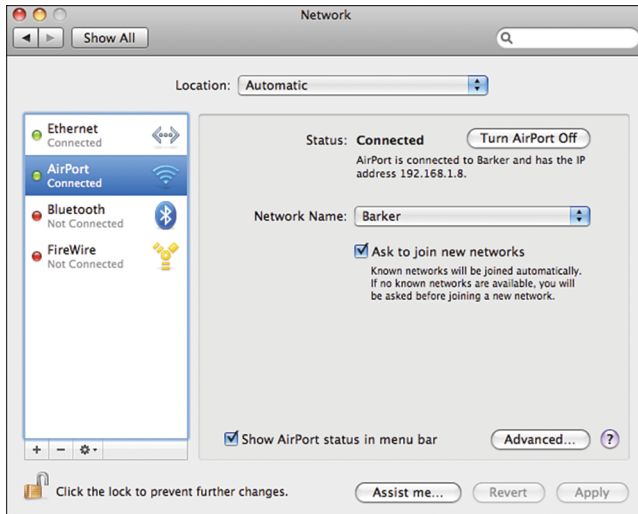 Network
Show All
Location: Automatic
Ethernet
Connected
AirPort
Connected
Bluetooth
Not Connected
FireWire
Not Connected
Status: Connected
Turn AirPort Off
AirPort is connected to Barker and has the IP
address 192.168.1.8.
Network Name: Barker
Ask to join new networks
Known networks will be joined automatically.
If no known networks are available, you will
be asked before joining a new network.
Show AirPort status in menu bar
Advanced...
?
Click the lock to prevent further changes.
Assist me...
Revert
Apply